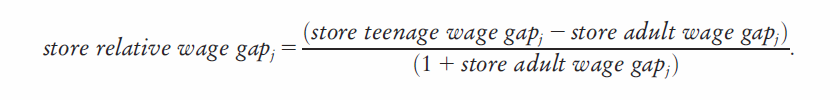 store relative wage gap_j = (store teenage wage gap_j − store adult wage gap_j) / (1 + store adult wage gap_j).